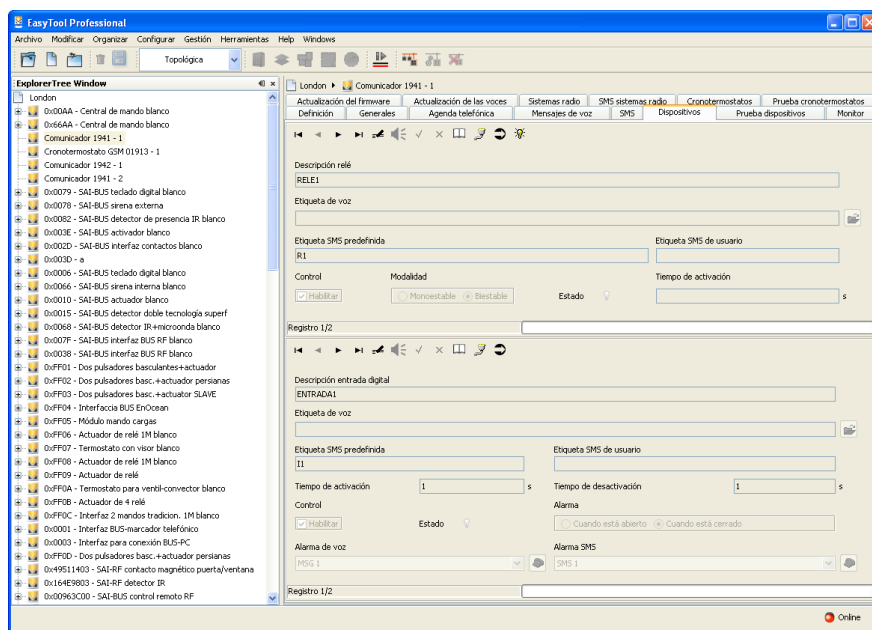 EasyTool Professional
Archivo Modificar Organizar Configurar Gestión Herramientas Help Windows
Topológica
ExplorerTree Window
London
0x00AA - Central de mando blanco
0x66AA - Central de mando blanco
Comunicador 1941 - 1
Cronotermostato GSM 01913 - 1
Comunicador 1942 - 1
Comunicador 1941 - 2
0x0079 - SAI-BUS teclado digital blanco
0x0078 - SAI-BUS sirena externa
0x0082 - SAI-BUS detector de presencia IR blanco
0x003E - SAI-BUS activador blanco
0x002D - SAI-BUS interfaz contactos blanco
0x003D - a
0x0006 - SAI-BUS teclado digital blanco
0x0066 - SAI-BUS sirena interna blanco
0x0010 - SAI-BUS actuador blanco
0x0015 - SAI-BUS detector doble tecnología superf
0x0068 - SAI-BUS detector IR+microonda blanco
0x007F - SAI-BUS interfaz BUS RF blanco
0x0038 - SAI-BUS interfaz BUS RF blanco
0xFF01 - Dos pulsadores basculantes+actuador
0xFF02 - Dos pulsadores basc.+actuador persianas
0xFF03 - Dos pulsadores basc.+actuator SLAVE
0xFF04 - Interfaccia BUS EnOcean
0xFF05 - Módulo mando cargas
0xFF06 - Actuador de relé 1M blanco
0xFF07 - Termostato con visor blanco
0xFF08 - Actuador de relé 1M blanco
0xFF09 - Actuador de relé
0xFF0A - Termostato para ventil-convector blanco
0xFF0B - Actuador de 4 relé
0xFF0C - Interfaz 2 mandos tradicion. 1M blanco
0x0001 - Interfaz BUS-marcador telefónico
0x0003 - Interfaz para conexión BUS-PC
0xFF0D - Dos pulsadores basc.+actuador persianas
0x49511403 - SAI-RF contacto magnético puerta/ventana
0x164E9803 - SAI-RF detector IR
0x00963C00 - SAI-BUS control remoto RF
London Comunicador 1941 - 1
Actualización del firmware Actualización de las voces Sistemas radio SMS sistemas radio Cronotermostatos Prueba cronotermostatos
Definición Generales Agenda telefónica Mensajes de voz SMS Dispositivos Prueba dispositivos Monitor
Descripción relé
RELE1
Etiqueta de voz
Etiqueta SMS predefinida Etiqueta SMS de usuario
R1
Control Modalidad Tiempo de activación
Habilitar Monoestable Biestable Estado s
Registro 1/2
Descripción entrada digital
ENTRADA1
Etiqueta de voz
Etiqueta SMS predefinida Etiqueta SMS de usuario
I1
Tiempo de activación 1 s Tiempo de desactivación 1 s
Control Alarma
Habilitar Estado Cuando está abierto Cuando está cerrado
Alarma de voz Alarma SMS
MSG 1 SMS 1
Registro 1/2
Online